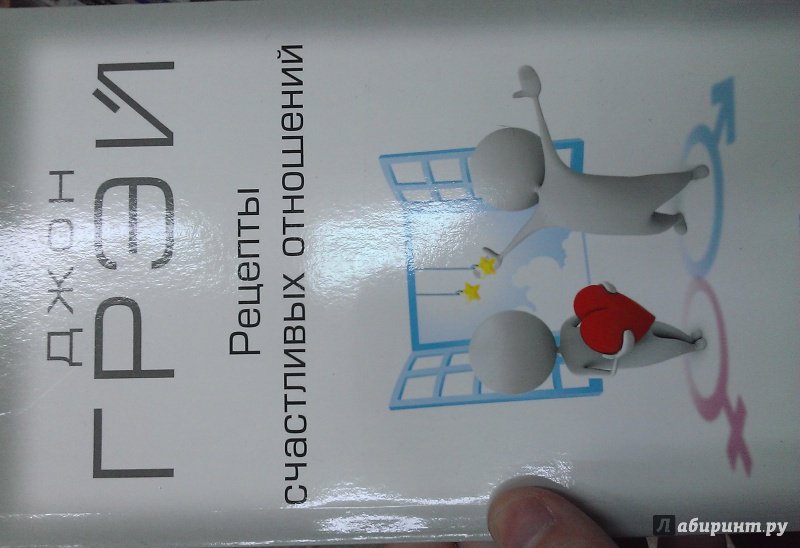 ДЖОН
ГРЭЙ
Рецепты
счастливых отношений
Лабиринт.ру